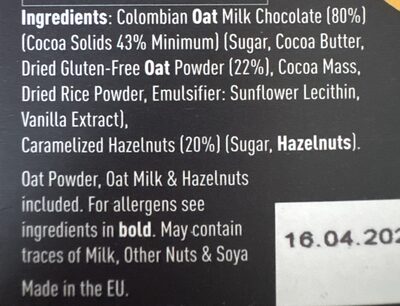 Ingredients: Colombian Oat Milk Chocolate (80%)
(Cocoa Solids 43% Minimum) (Sugar, Cocoa Butter,
Dried Gluten-Free Oat Powder (22%), Cocoa Mass,
Dried Rice Powder, Emulsifier: Sunflower Lecithin,
Vanilla Extract),
Caramelized Hazelnuts (20%) (Sugar, Hazelnuts).
Oat Powder, Oat Milk & Hazelnuts
included. For allergens see
ingredients in bold. May contain
traces of Milk, Other Nuts & Soya
Made in the EU.
16.04.202